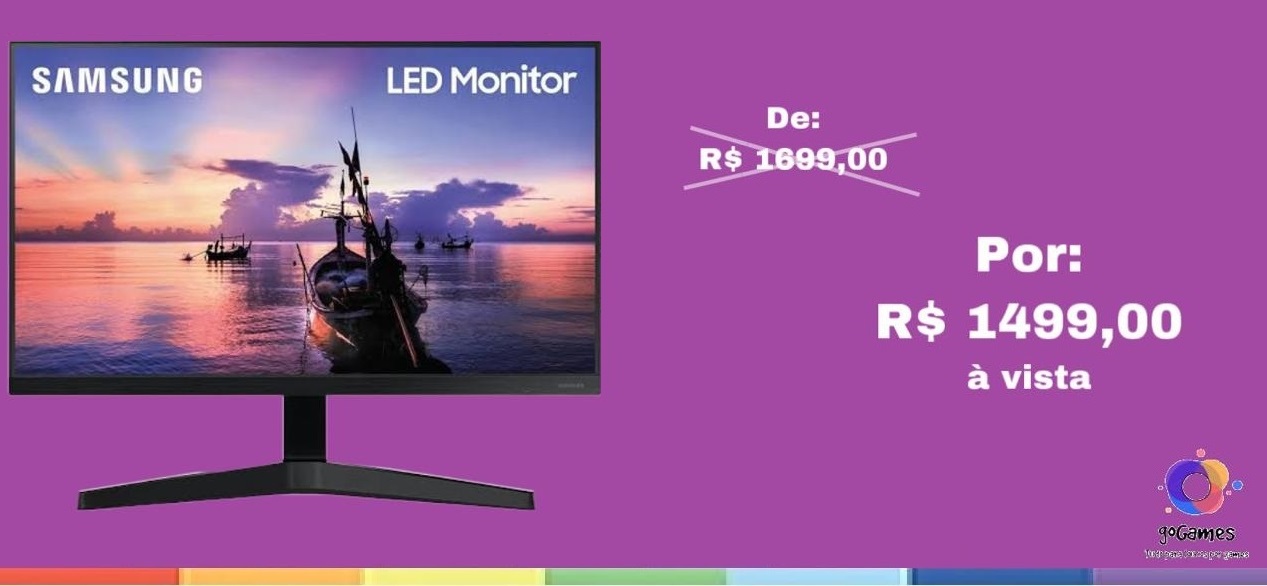 SAMSUNG
LED Monitor
De:
R$ 1699,00
Por:
R$ 1499,00
à vista
goGames